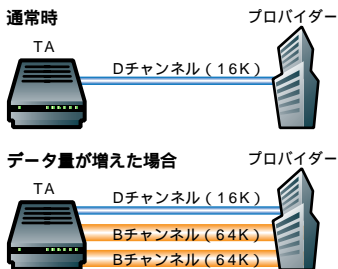 通常時
プロバイダー
TA
Dチャンネル(16K)
データ量が増えた場合
プロバイダー
TA
Dチャンネル(16K)
Bチャンネル(64K)
Bチャンネル(64K)